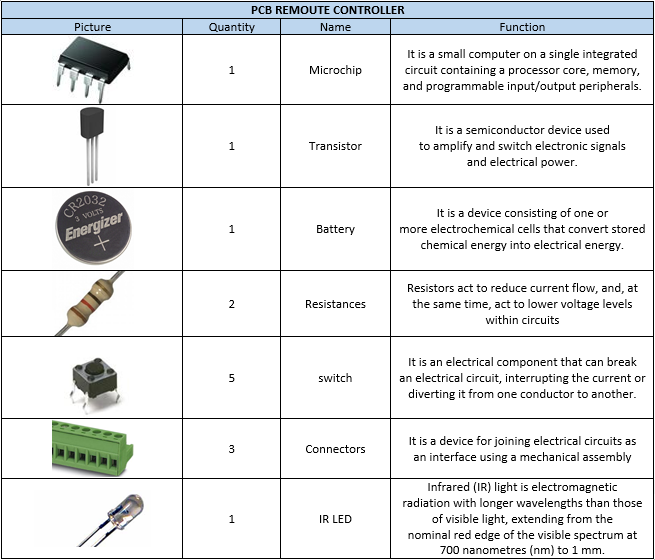 PCB REMOUTE CONTROLLER
Picture Quantity Name Function
1 Microchip
It is a small computer on a single integrated
circuit containing a processor core, memory,
and programmable input/output peripherals.
1 Transistor
It is a semiconductor device used
to amplify and switch electronic signals
and electrical power.
CR2032
3 VOLTS
Energizer
+
1 Battery
It is a device consisting of one or
more electrochemical cells that convert stored
chemical energy into electrical energy.
2 Resistances
Resistors act to reduce current flow, and, at
the same time, act to lower voltage levels
within circuits
5 switch
It is an electrical component that can break
an electrical circuit, interrupting the current or
diverting it from one conductor to another.
3 Connectors
It is a device for joining electrical circuits as
an interface using a mechanical assembly
1 IR LED
Infrared (IR) light is electromagnetic
radiation with longer wavelengths than those
of visible light, extending from the
nominal red edge of the visible spectrum at
700 nanometres (nm) to 1 mm.